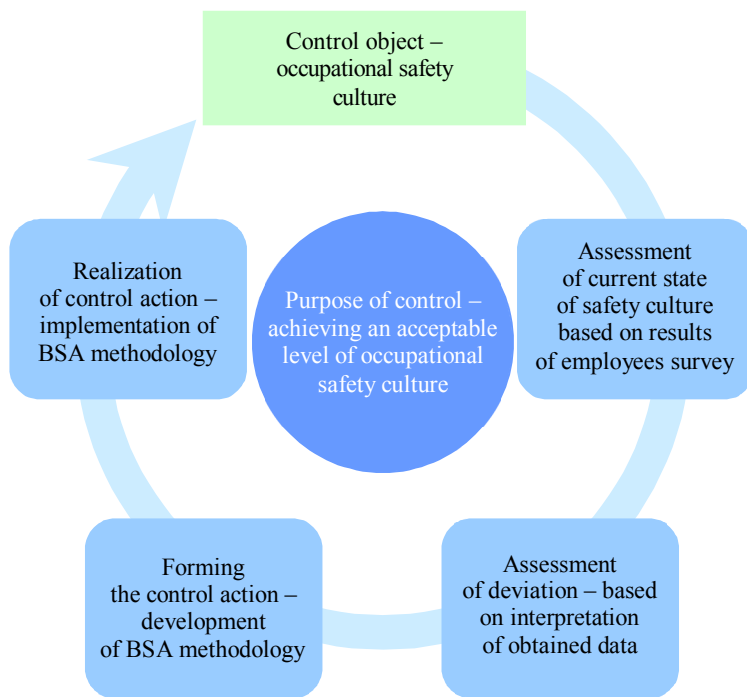 Control object –
occupational safety
culture
Assessment
of current state
of safety culture
based on results
of employees survey
Assessment
of deviation – based
on interpretation
of obtained data
Forming
the control action –
development
of BSA methodology
Realization
of control action –
implementation of
BSA methodology
Purpose of control –
achieving an acceptable
level of occupational
safety culture